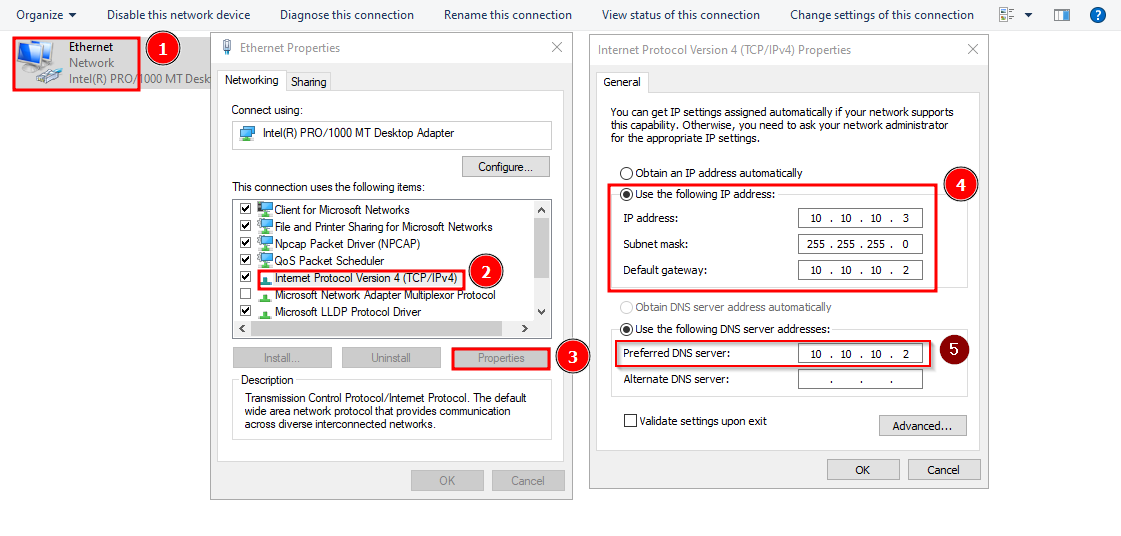 Organize Disable this network device Diagnose this connection Rename this connection View status of this connection Change settings of this connection ?
Ethernet
Network
Intel(R) PRO/1000 MT Desk
1
Ethernet Properties
Networking Sharing
Connect using:
Intel(R) PRO/1000 MT Desktop Adapter
Configure...
This connection uses the following items:
Client for Microsoft Networks
File and Printer Sharing for Microsoft Networks
Npcap Packet Driver (NPCAP)
QoS Packet Scheduler
Internet Protocol Version 4 (TCP/IPv4)
2
Microsoft Network Adapter Multiplexor Protocol
Microsoft LLDP Protocol Driver
Install... Uninstall Properties
3
Description
Transmission Control Protocol/Internet Protocol. The default
wide area network protocol that provides communication
across diverse interconnected networks.
OK Cancel
Internet Protocol Version 4 (TCP/IPv4) Properties
General
You can get IP settings assigned automatically if your network supports
this capability. Otherwise, you need to ask your network administrator
for the appropriate IP settings.
Obtain an IP address automatically
Use the following IP address:
4
IP address: 10 . 10 . 10 . 3
Subnet mask: 255 . 255 . 255 . 0
Default gateway: 10 . 10 . 10 . 2
Obtain DNS server address automatically
Use the following DNS server addresses:
Preferred DNS server: 10 . 10 . 10 . 2
5
Alternate DNS server: . . .
Validate settings upon exit
Advanced...
OK Cancel